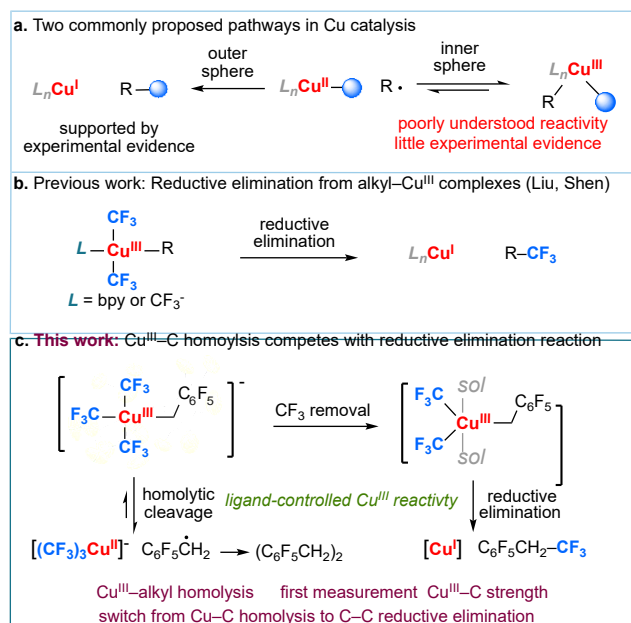 a. Two commonly proposed pathways in Cu catalysis
LnCuI R– outer sphere LnCuII– R· inner sphere LnCuIII
R
supported by experimental evidence
poorly understood reactivity
little experimental evidence
b. Previous work: Reductive elimination from alkyl–CuIII complexes (Liu, Shen)
CF3
L–CuIII–R reductive elimination LnCuI R–CF3
CF3
L = bpy or CF3-
c. This work: CuIII–C homoylsis competes with reductive elimination reaction
CF3 C6F5 - F3C sol C6F5
F3C–CuIII CF3 removal CuIII
CF3 F3C sol
homolytic cleavage ligand-controlled CuIII reactivty reductive elimination
[(CF3)3CuII]- C6F5ĊH2 (C6F5CH2)2 [CuI] C6F5CH2–CF3
CuIII–alkyl homolysis first measurement CuIII–C strength
switch from Cu–C homolysis to C–C reductive elimination